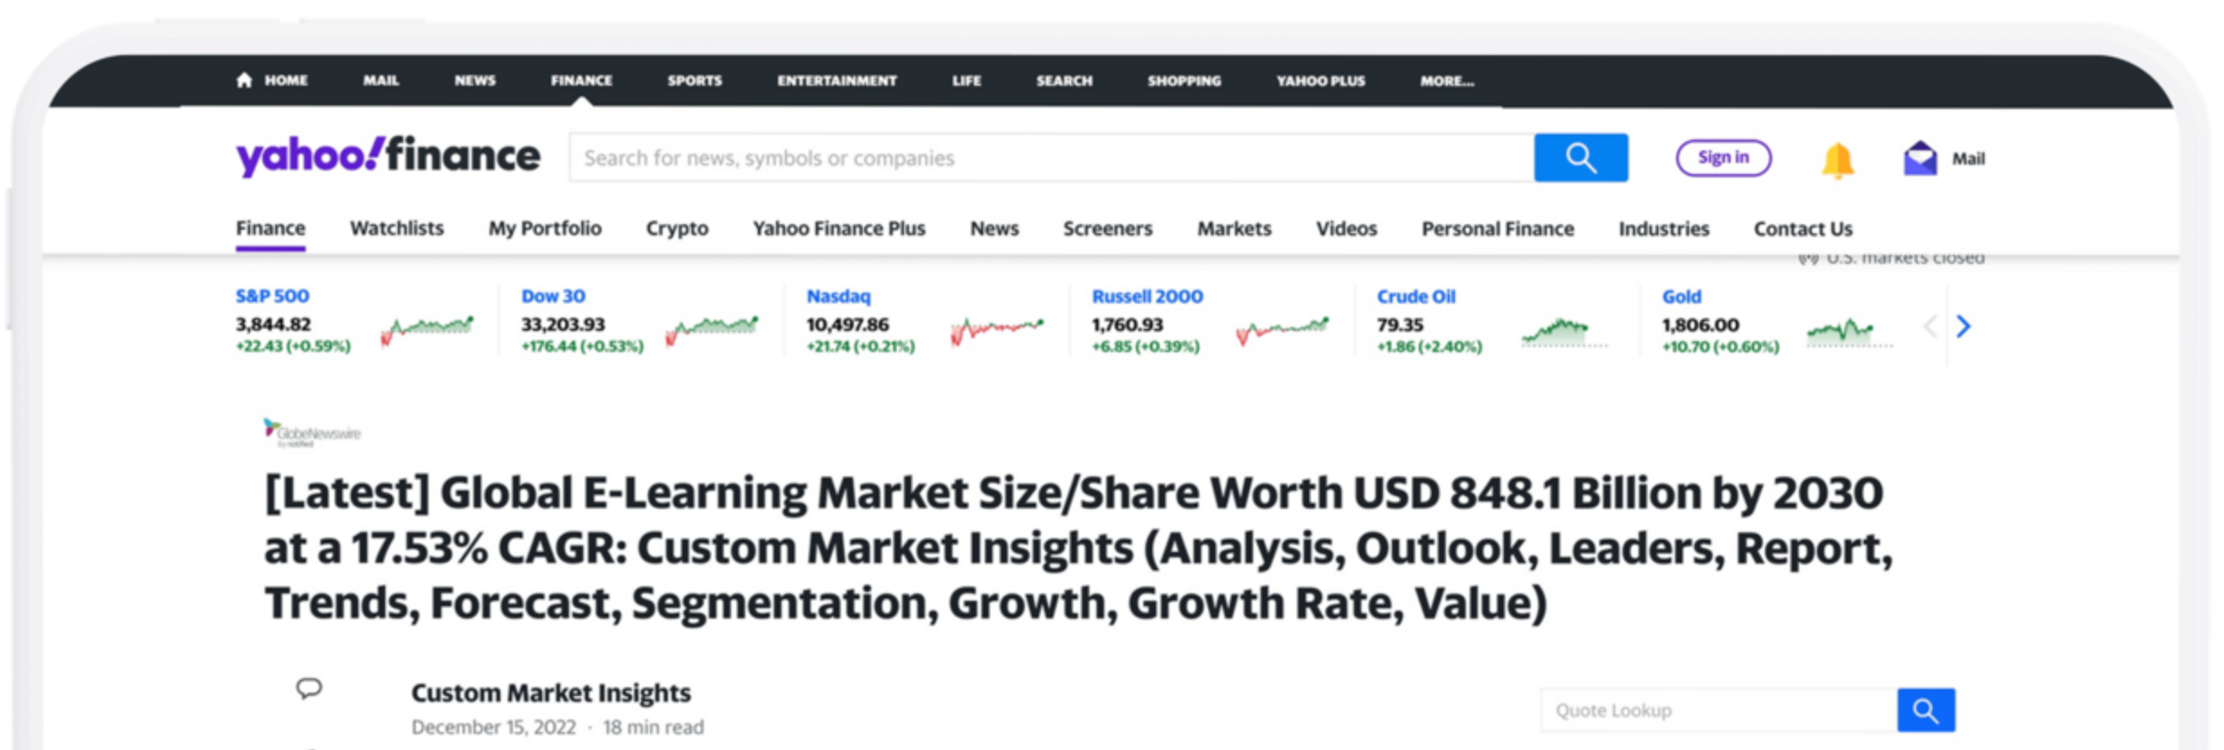 HOME MAIL NEWS FINANCE SPORTS ENTERTAINMENT LIFE SEARCH SHOPPING YAHOO PLUS MORE...
yahoo!finance Search for news, symbols or companies Sign in Mail
Finance Watchlists My Portfolio Crypto Yahoo Finance Plus News Screeners Markets Videos Personal Finance Industries Contact Us
U.S. markets closed
S&P 500 Dow 30 Nasdaq Russell 2000 Crude Oil Gold
3,844.82 33,203.93 10,497.86 1,760.93 79.35 1,806.00
+22.43 (+0.59%) +176.44 (+0.53%) +21.74 (+0.21%) +6.85 (+0.39%) +1.86 (+2.40%) +10.70 (+0.60%)
GlobeNewswire
by notified
[Latest] Global E-Learning Market Size/Share Worth USD 848.1 Billion by 2030
at a 17.53% CAGR: Custom Market Insights (Analysis, Outlook, Leaders, Report,
Trends, Forecast, Segmentation, Growth, Growth Rate, Value)
Custom Market Insights
December 15, 2022 · 18 min read
Quote Lookup